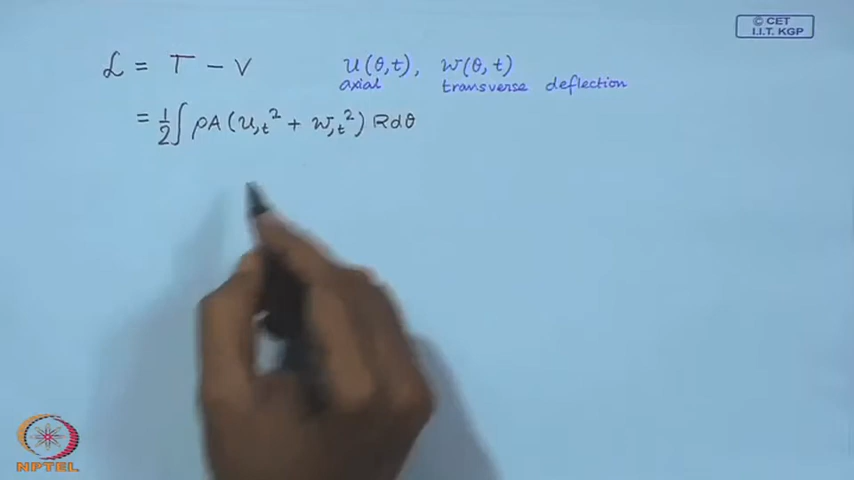 © CET
I.I.T. KGP
ℒ = T - V    u(θ,t), w(θ,t)
axial    transverse deflection
= 1/2 ∫ ρA(u,t² + w,t²) R dθ
NPTEL